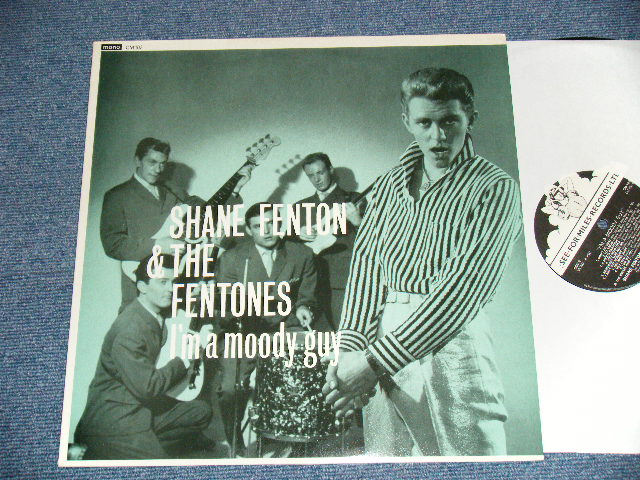 mono
SHANE FENTON
& THE
FENTONES
I'm a moody guy
SEE FOR MILES RECORDS LTD.